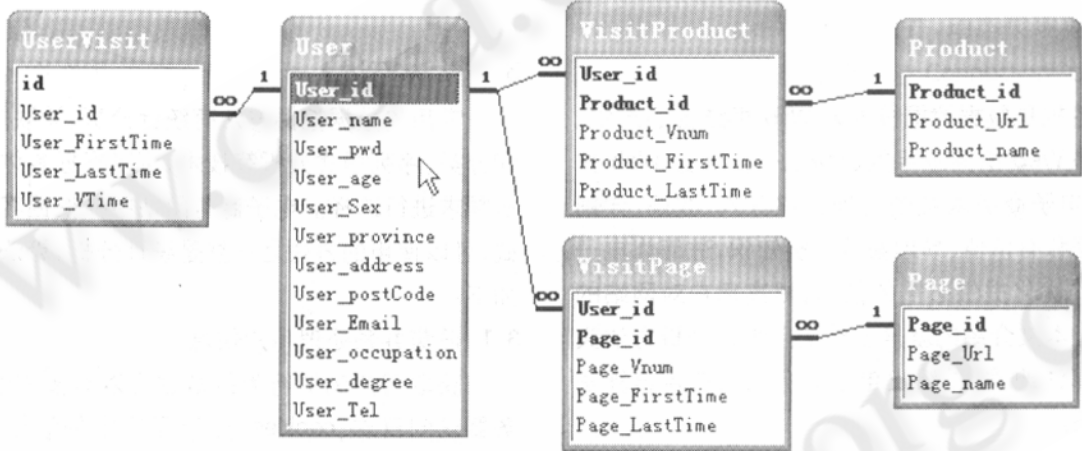 UserVisit
id
User_id
User_FirstTime
User_LastTime
User_VTime
∞
1
User
User_id
User_name
User_pwd
User_age
User_Sex
User_province
User_address
User_postCode
User_Email
User_occupation
User_degree
User_Tel
1
∞
∞
VisitProduct
User_id
Product_id
Product_Vnum
Product_FirstTime
Product_LastTime
∞
1
Product
Product_id
Product_Url
Product_name
VisitPage
User_id
Page_id
Page_Vnum
Page_FirstTime
Page_LastTime
∞
1
Page
Page_id
Page_Url
Page_name